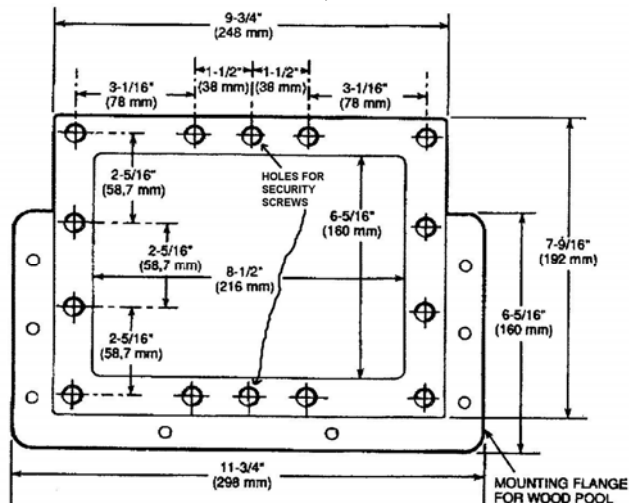 9-3/4"
(248 mm)
1-1/2"
(38 mm)
1-1/2"
(38 mm)
3-1/16"
(78 mm)
3-1/16"
(78 mm)
HOLES FOR
SECURITY
SCREWS
2-5/16"
(58,7 mm)
6-5/16"
(160 mm)
2-5/16"
(58,7 mm)
7-9/16"
(192 mm)
8-1/2"
(216 mm)
6-5/16"
(160 mm)
2-5/16"
(58,7 mm)
11-3/4"
(298 mm)
MOUNTING FLANGE
FOR WOOD POOL